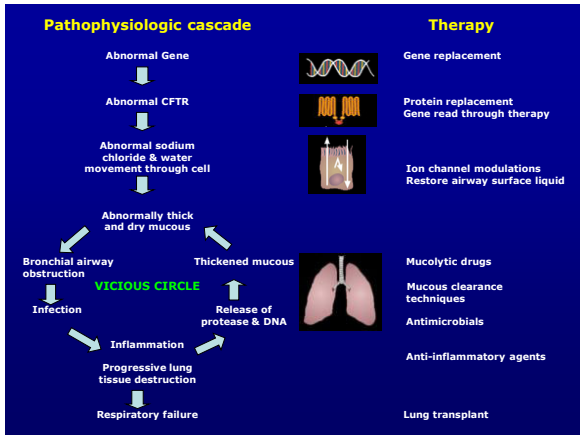 Pathophysiologic cascade
Therapy
Abnormal Gene
Gene replacement
Abnormal CFTR
Protein replacement
Gene read through therapy
Abnormal sodium
chloride & water
movement through cell
Ion channel modulations
Restore airway surface liquid
Abnormally thick
and dry mucous
Bronchial airway
obstruction
Thickened mucous
Mucolytic drugs
VICIOUS CIRCLE
Mucous clearance
techniques
Infection
Release of
protease & DNA
Antimicrobials
Inflammation
Anti-inflammatory agents
Progressive lung
tissue destruction
Respiratory failure
Lung transplant